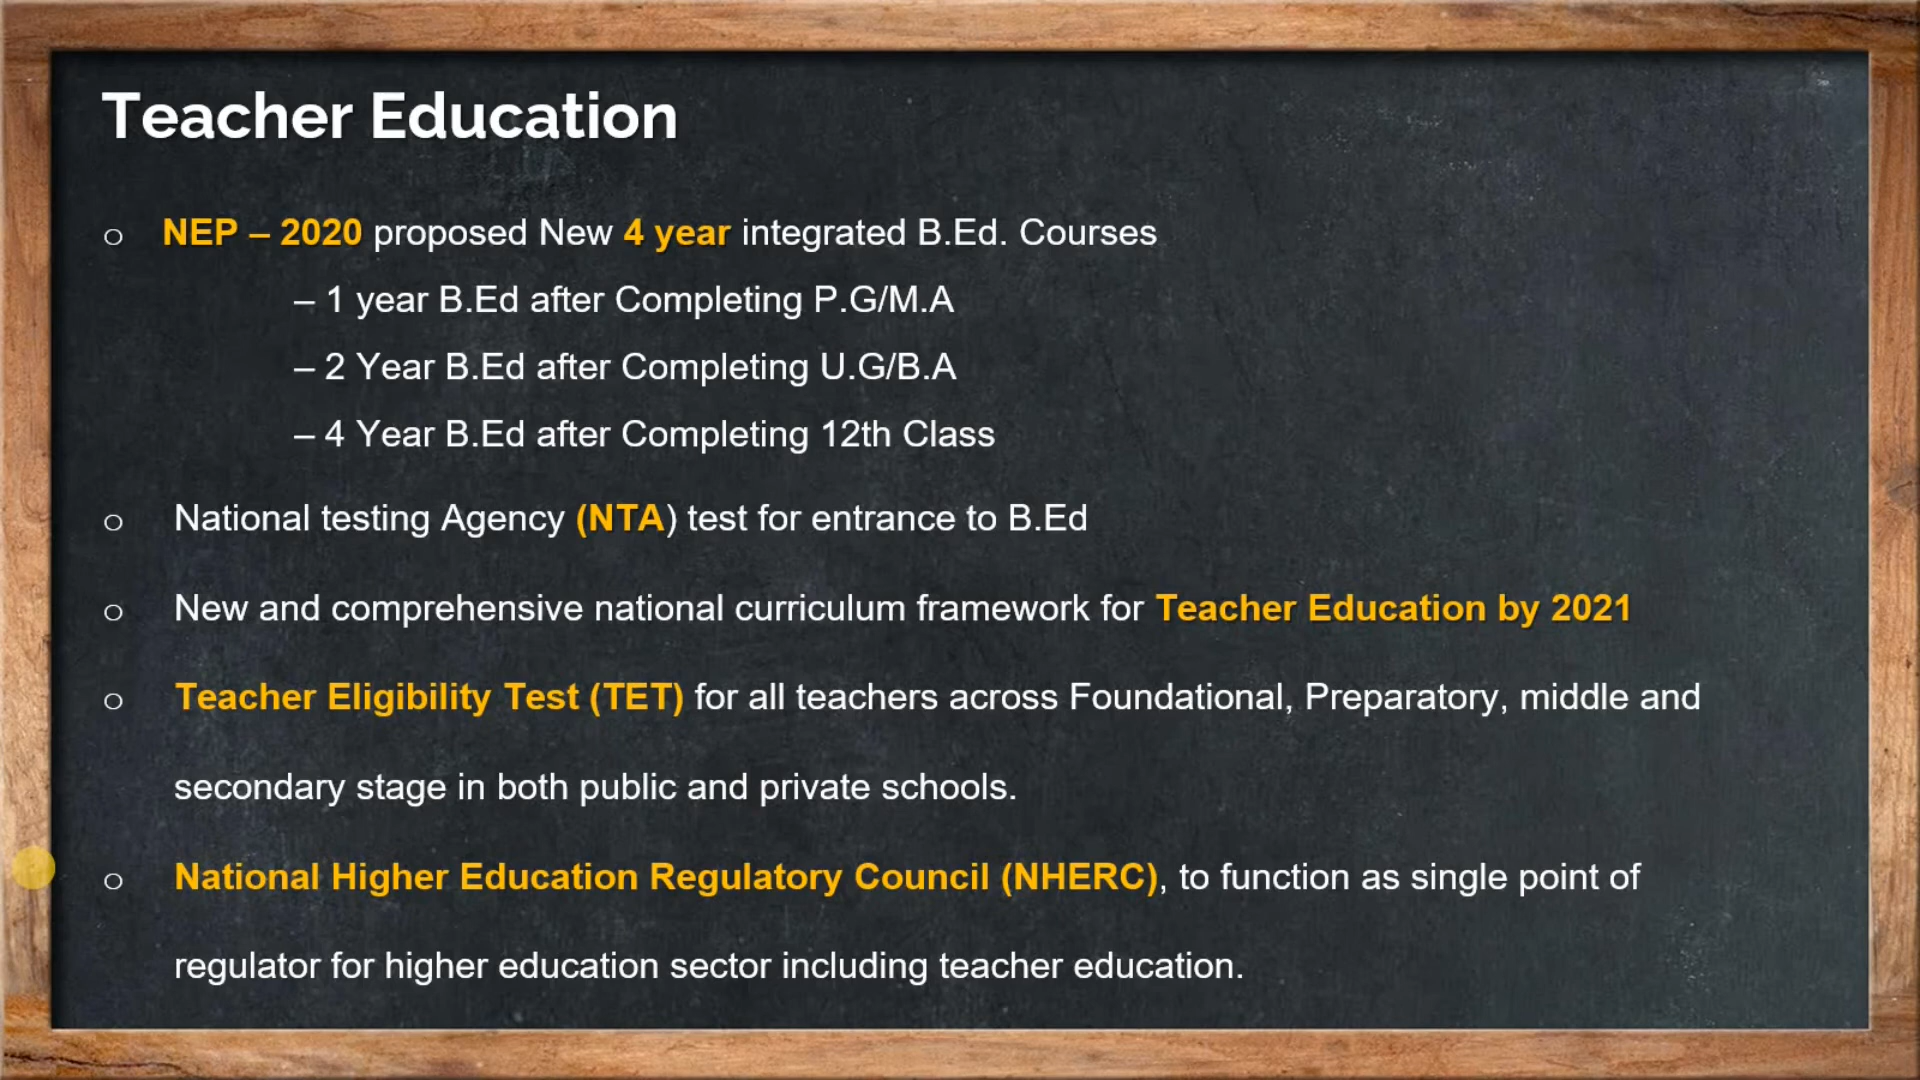 Teacher Education
o NEP – 2020 proposed New 4 year integrated B.Ed. Courses
– 1 year B.Ed after Completing P.G/M.A
– 2 Year B.Ed after Completing U.G/B.A
– 4 Year B.Ed after Completing 12th Class
o National testing Agency (NTA) test for entrance to B.Ed
o New and comprehensive national curriculum framework for Teacher Education by 2021
o Teacher Eligibility Test (TET) for all teachers across Foundational, Preparatory, middle and
secondary stage in both public and private schools.
o National Higher Education Regulatory Council (NHERC), to function as single point of
regulator for higher education sector including teacher education.